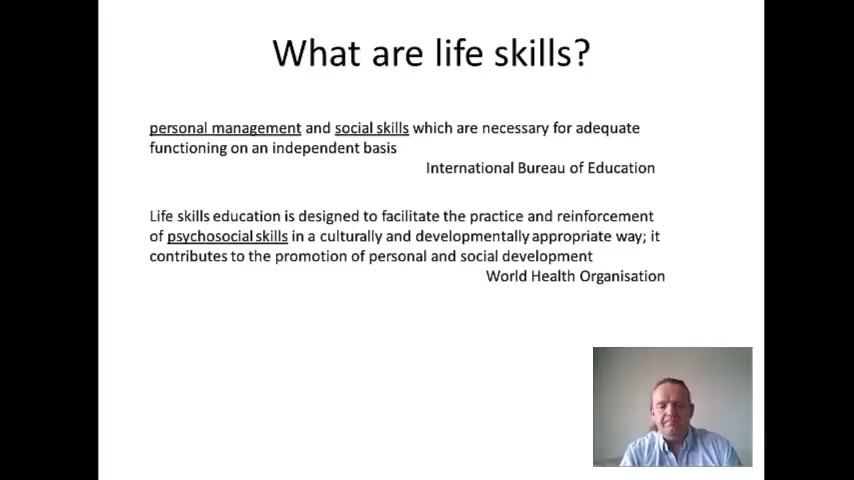 What are life skills?
personal management and social skills which are necessary for adequate
functioning on an independent basis
International Bureau of Education
Life skills education is designed to facilitate the practice and reinforcement
of psychosocial skills in a culturally and developmentally appropriate way; it
contributes to the promotion of personal and social development
World Health Organisation